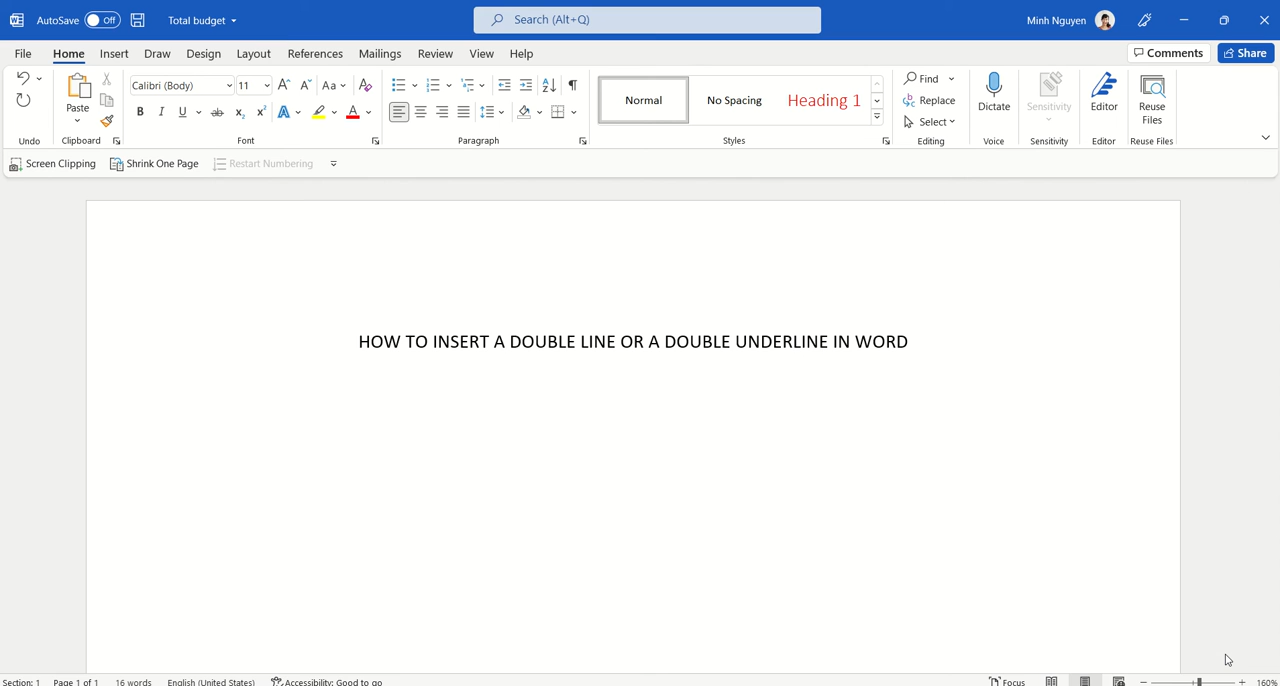 AutoSave Off Total budget Search (Alt+Q) Minh Nguyen
File Home Insert Draw Design Layout References Mailings Review View Help Comments Share
Paste Calibri (Body) 11 Aa Normal No Spacing Heading 1 Find Replace Select Dictate Sensitivity Editor Reuse Files
Undo Clipboard Font Paragraph Styles Editing Voice Sensitivity Editor Reuse Files
Screen Clipping Shrink One Page Restart Numbering
HOW TO INSERT A DOUBLE LINE OR A DOUBLE UNDERLINE IN WORD
Section: 1 Page 1 of 1 16 words English (United States) Accessibility: Good to go Focus 160%